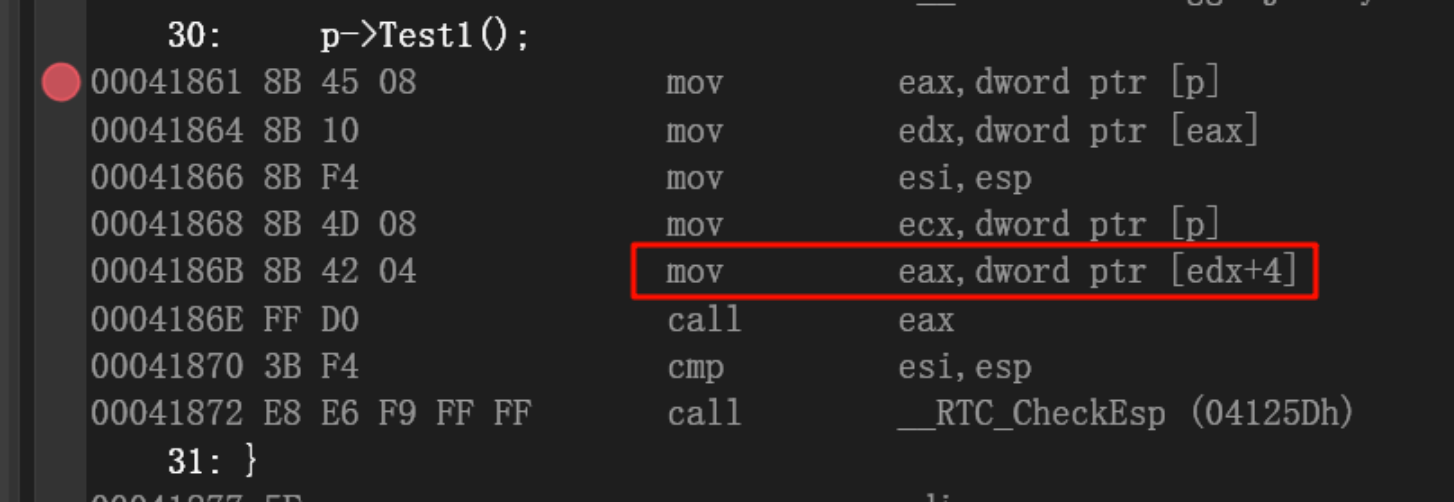 30: p->Test1();
00041861 8B 45 08 mov eax,dword ptr [p]
00041864 8B 10 mov edx,dword ptr [eax]
00041866 8B F4 mov esi,esp
00041868 8B 4D 08 mov ecx,dword ptr [p]
0004186B 8B 42 04 mov eax,dword ptr [edx+4]
0004186E FF D0 call eax
00041870 3B F4 cmp esi,esp
00041872 E8 E6 F9 FF FF call __RTC_CheckEsp (04125Dh)
31: }